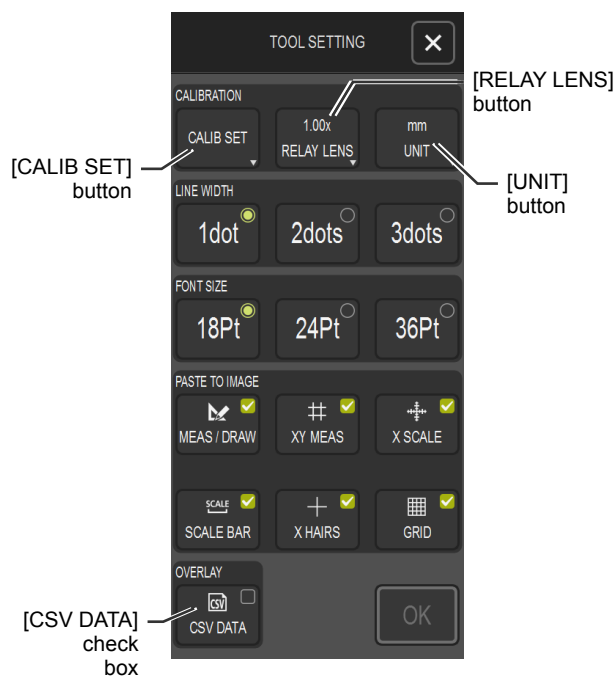 TOOL SETTING
[RELAY LENS]
button
CALIBRATION
CALIB SET
1.00x
RELAY LENS
mm
UNIT
[CALIB SET]
button
[UNIT]
button
LINE WIDTH
1dot
2dots
3dots
FONT SIZE
18Pt
24Pt
36Pt
PASTE TO IMAGE
MEAS / DRAW
XY MEAS
X SCALE
SCALE
SCALE BAR
X HAIRS
GRID
OVERLAY
CSV
CSV DATA
OK
[CSV DATA]
check
box